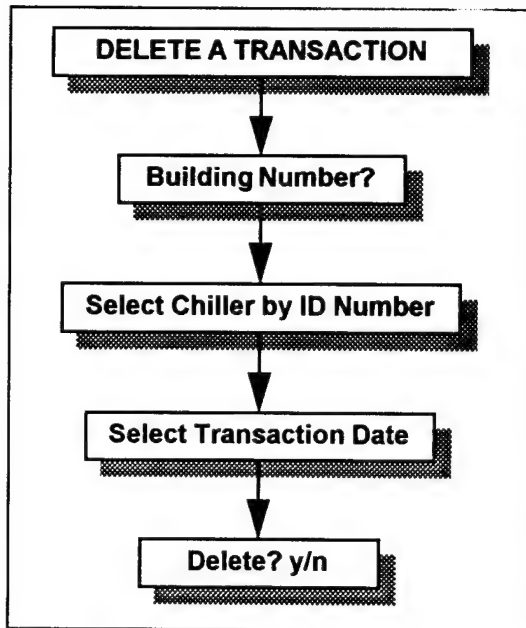 DELETE A TRANSACTION
Building Number?
Select Chiller by ID Number
Select Transaction Date
Delete? y/n